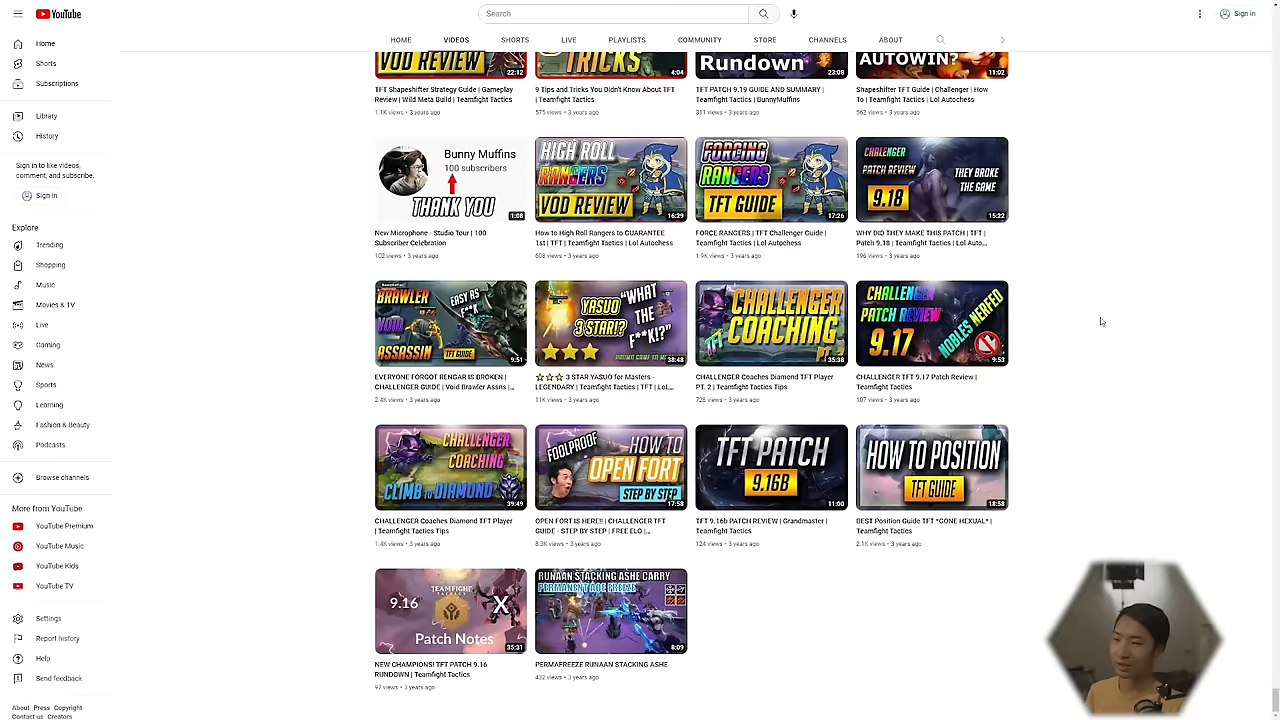 YouTube
Search
Sign in
HOME
VIDEOS
SHORTS
LIVE
PLAYLISTS
COMMUNITY
STORE
CHANNELS
ABOUT
Home
Shorts
Subscriptions
Library
History
Sign in to like videos,
comment, and subscribe.
Sign in
Explore
Trending
Shopping
Music
Movies & TV
Live
Gaming
News
Sports
Learning
Fashion & Beauty
Podcasts
Browse channels
More from YouTube
YouTube Premium
YouTube Music
YouTube Kids
YouTube TV
Settings
Report history
Help
Send feedback
About Press Copyright
Contact us Creators
VOD REVIEW
22:12
TFT Shapeshifter Strategy Guide | Gameplay
Review | Wild Meta Build | Teamfight Tactics
1.1K views • 3 years ago
TRICKS
4:04
9 Tips and Tricks You Didn't Know About TFT
| Teamfight Tactics
575 views • 3 years ago
Rundown
23:08
TFT PATCH 9.19 GUIDE AND SUMMARY |
Teamfight Tactics | BunnyMuffins
311 views • 3 years ago
AUTOWIN?
11:02
Shapeshifter TFT Guide | Challenger | How
To | Teamfight Tactics | Lol Autochess
562 views • 3 years ago
Bunny Muffins
100 subscribers
THANK YOU
1:08
New Microphone - Studio Tour | 100
Subscriber Celebration
102 views • 3 years ago
HIGH ROLL
RANGERS
VOD REVIEW
16:29
How to High Roll Rangers to GUARANTEE
1st | TFT | Teamfight Tactics | Lol Autochess
608 views • 3 years ago
FORCING
RANGERS
TFT GUIDE
17:26
FORCE RANGERS | TFT Challenger Guide |
Teamfight Tactics | Lol Autochess
1.9K views • 3 years ago
CHALENGER
PATCH REVIEW
9.18
THEY BROKE
THE GAME
15:22
WHY DID THEY MAKE THIS PATCH | TFT |
Patch 9.18 | Teamfight Tactics | Lol Auto...
196 views • 3 years ago
BRAWLER
VOID
ASSASSIN
EASY AS
F**K
TFT GUIDE
9:51
EVERYONE FORGOT RENGAR IS BROKEN |
CHALLENGER GUIDE | Void Brawler Assns |...
2.4K views • 3 years ago
YASUO
3 STAR!?
"WHAT
THE
F**K!?"
38:48
⭐⭐⭐ 3 STAR YASUO for Masters -
LEGENDARY | Teamfight Tactics | TFT | LoL...
11K views • 3 years ago
CHALLENGER
COACHING
TFT
PT. 2
35:38
CHALLENGER Coaches Diamond TFT Player
PT. 2 | Teamfight Tactics Tips
728 views • 3 years ago
CHALLENGER
PATCH REVIEW
9.17
NOBLES NERFED
9:53
CHALLENGER TFT 9.17 Patch Review |
Teamfight Tactics
107 views • 3 years ago
CHALLENGER
COACHING
CLIMB TO DIAMOND
39:49
CHALLENGER Coaches Diamond TFT Player
| Teamfight Tactics Tips
1.4K views • 3 years ago
FOOLPROOF
HOW TO
OPEN FORT
STEP BY STEP
17:58
OPEN FORT IS HERE!! | CHALLENGER TFT
GUIDE - STEP BY STEP | FREE ELO |...
8.3K views • 3 years ago
TFT PATCH
9.16B
11:00
TFT 9.16b PATCH REVIEW | Grandmaster |
Teamfight Tactics
124 views • 3 years ago
HOW TO POSITION
TFT GUIDE
18:58
BEST Position Guide TFT *GONE HEXUAL* |
Teamfight Tactics
2.1K views • 3 years ago
9.16
TEAMFIGHT
TACTICS
Patch Notes
35:31
NEW CHAMPIONS! TFT PATCH 9.16
RUNDOWN | Teamfight Tactics
97 views • 3 years ago
RUNAAN STACKING ASHE CARRY
PERMANENT AOE FREEZE
8:09
PERMAFREEZE RUNAAN STACKING ASHE
432 views • 3 years ago